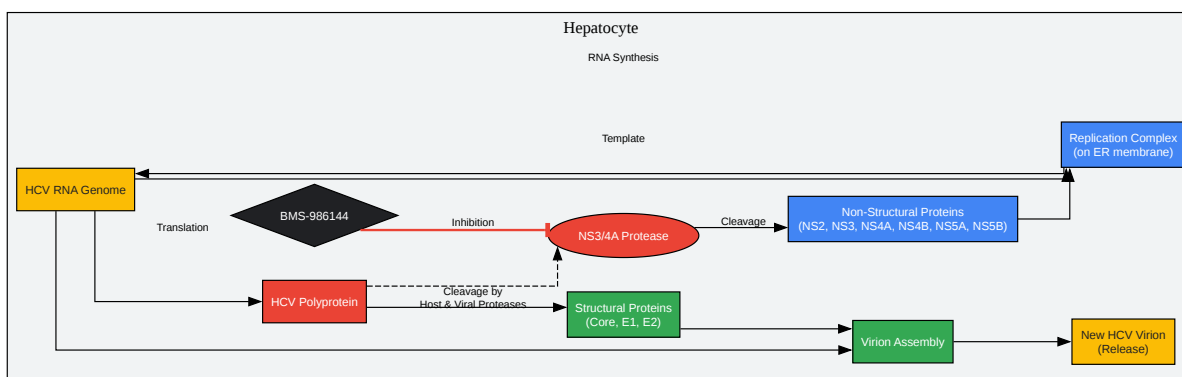 Hepatocyte
RNA Synthesis
Template
Replication Complex
(on ER membrane)
HCV RNA Genome
BMS-986144
Translation
Inhibition
NS3/4A Protease
Cleavage
Non-Structural Proteins
(NS2, NS3, NS4A, NS4B, NS5A, NS5B)
HCV Polyprotein
Cleavage by
Host & Viral Proteases
Structural Proteins
(Core, E1, E2)
Virion Assembly
New HCV Virion
(Release)